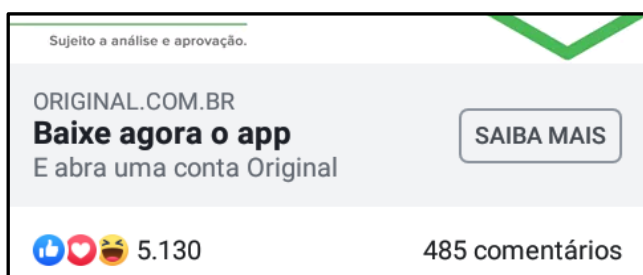 Sujeito a análise e aprovação.
ORIGINAL.COM.BR
Baixe agora o app
E abra uma conta Original
SAIBA MAIS
5.130
485 comentários